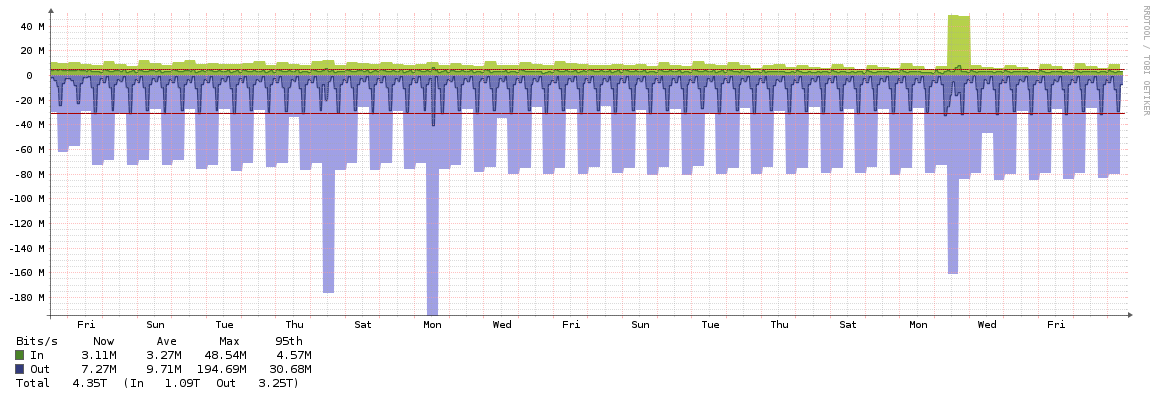 40 M
20 M
0
-20 M
-40 M
-60 M
-80 M
-100 M
-120 M
-140 M
-160 M
-180 M
Fri Sun Tue Thu Sat Mon Wed Fri Sun Tue Thu Sat Mon Wed Fri
RRDTOOL / TOBI OETIKER
Bits/s Now Ave Max 95th
In 3.11M 3.27M 48.54M 4.57M
Out 7.27M 9.71M 194.69M 30.68M
Total 4.35T (In 1.09T Out 3.25T)